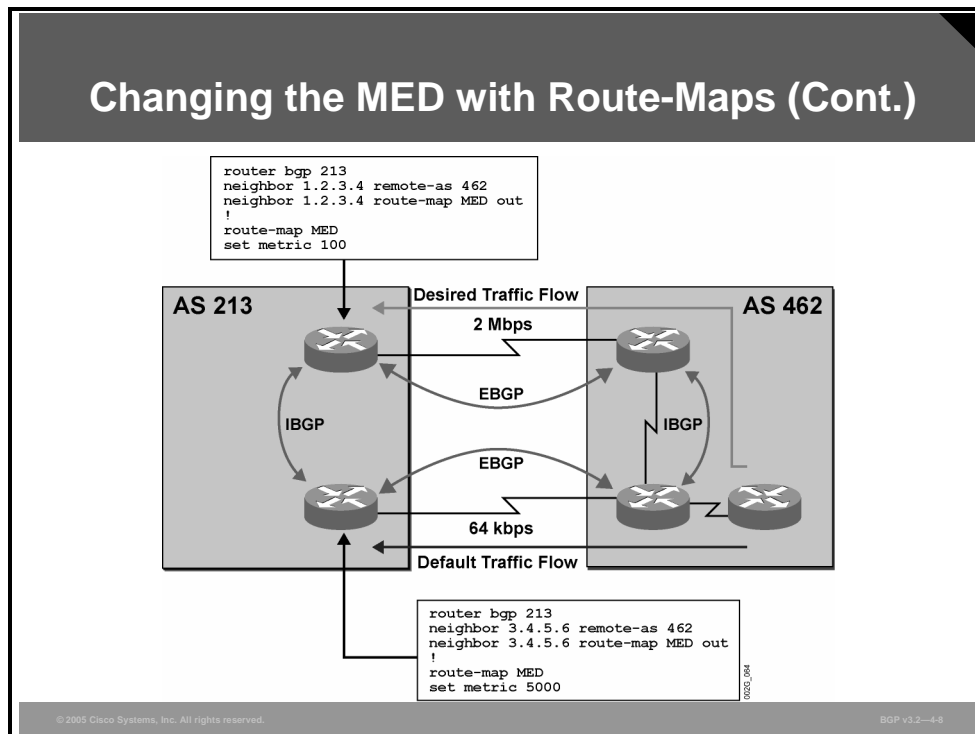 Changing the MED with Route-Maps (Cont.)
router bgp 213
neighbor 1.2.3.4 remote-as 462
neighbor 1.2.3.4 route-map MED out
!
route-map MED
set metric 100
AS 213
Desired Traffic Flow
AS 462
2 Mbps
EBGP
IBGP
IBGP
EBGP
64 kbps
Default Traffic Flow
router bgp 213
neighbor 3.4.5.6 remote-as 462
neighbor 3.4.5.6 route-map MED out
!
route-map MED
set metric 5000
002G_064
© 2005 Cisco Systems, Inc. All rights reserved.
BGP v3.2—4-8